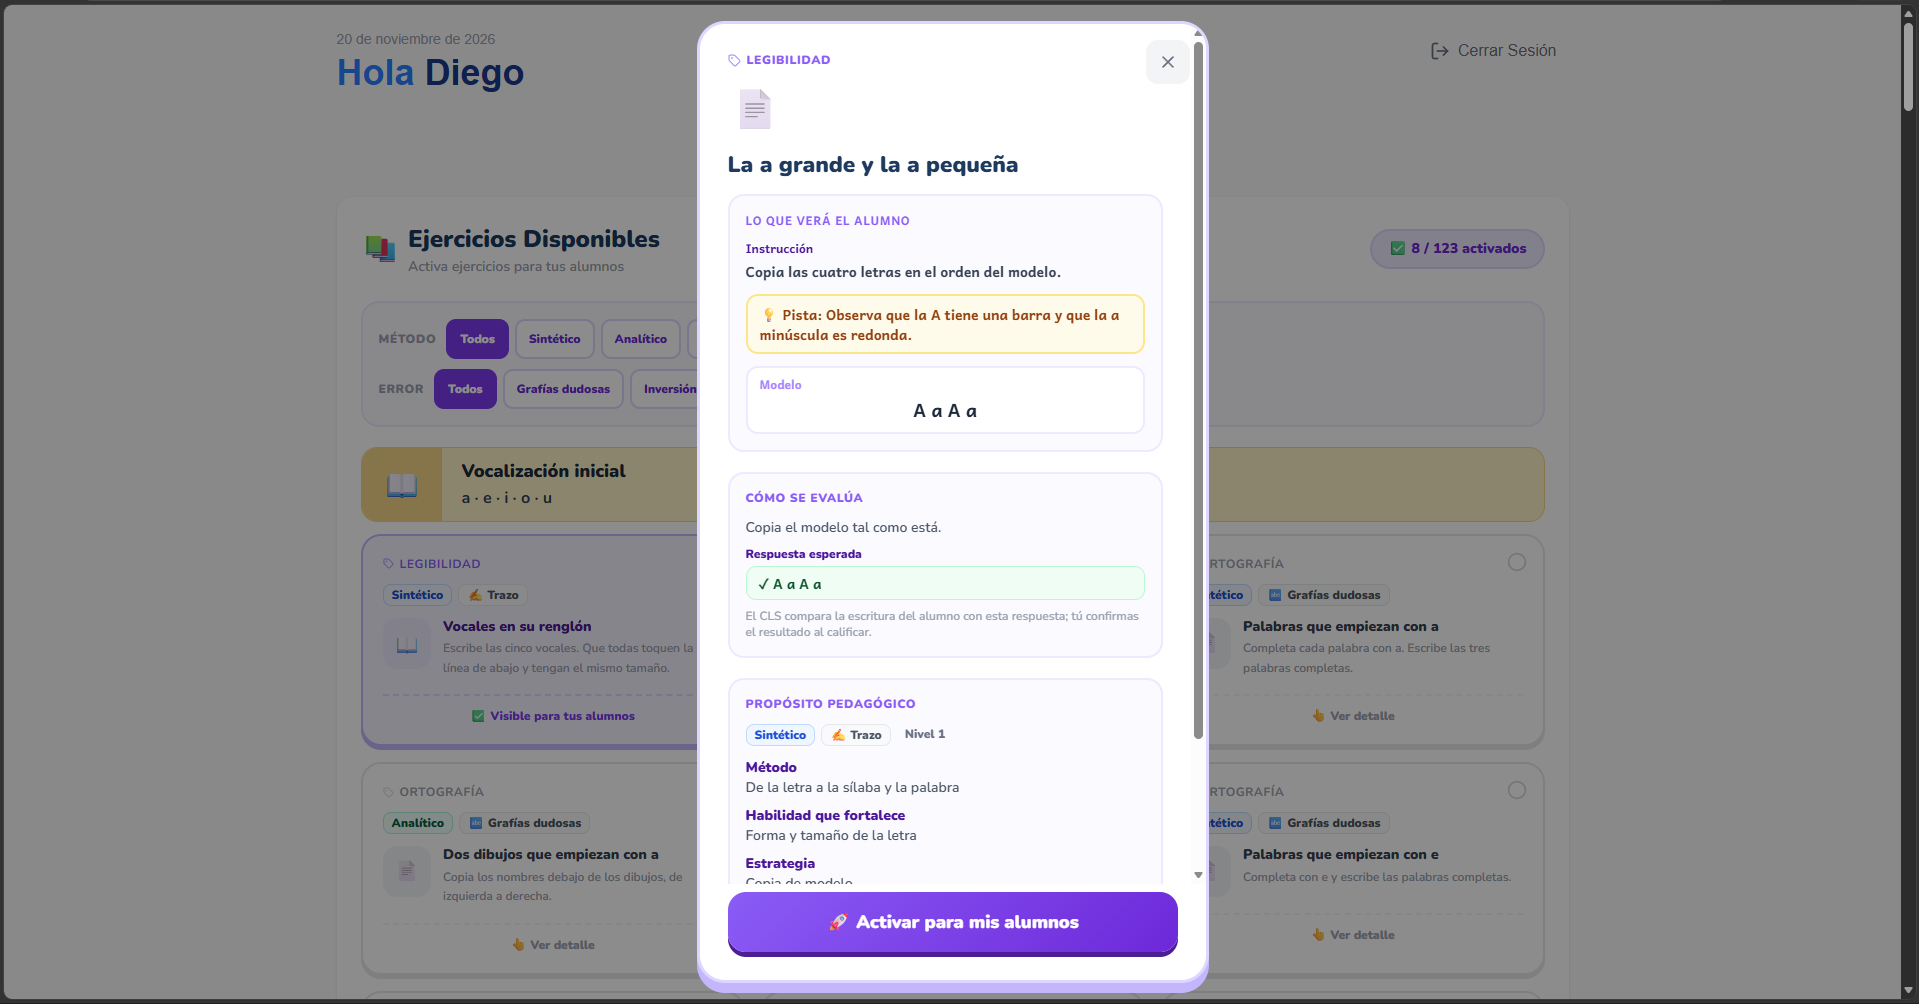 20 de noviembre de 2026
Hola Diego
Cerrar Sesión
Ejercicios Disponibles
Activa ejercicios para tus alumnos
✅ 8 / 123 activados
MÉTODO Todos Sintético Analítico
ERROR Todos Grafías dudosas Inversión
Vocalización inicial
a · e · i · o · u
LEGIBILIDAD
Sintético ✍️ Trazo
Vocales en su renglón
Escribe las cinco vocales. Que todas toquen la
línea de abajo y tengan el mismo tamaño.
✅ Visible para tus alumnos
Grafías dudosas
Palabras que empiezan con a
Completa cada palabra con a. Escribe las tres
palabras completas.
👆 Ver detalle
ORTOGRAFÍA
Analítico Grafías dudosas
Dos dibujos que empiezan con a
Copia los nombres debajo de los dibujos, de
izquierda a derecha.
👆 Ver detalle
Grafías dudosas
Palabras que empiezan con e
Completa con e y escribe las palabras completas.
👆 Ver detalle
LEGIBILIDAD
La a grande y la a pequeña
LO QUE VERÁ EL ALUMNO
Instrucción
Copia las cuatro letras en el orden del modelo.
💡 Pista: Observa que la A tiene una barra y que la a
minúscula es redonda.
Modelo
A a A a
CÓMO SE EVALÚA
Copia el modelo tal como está.
Respuesta esperada
✓ A a A a
El CLS compara la escritura del alumno con esta respuesta; tú confirmas
el resultado al calificar.
PROPÓSITO PEDAGÓGICO
Sintético ✍️ Trazo Nivel 1
Método
De la letra a la sílaba y la palabra
Habilidad que fortalece
Forma y tamaño de la letra
Estrategia
Copia de modelo
🚀 Activar para mis alumnos